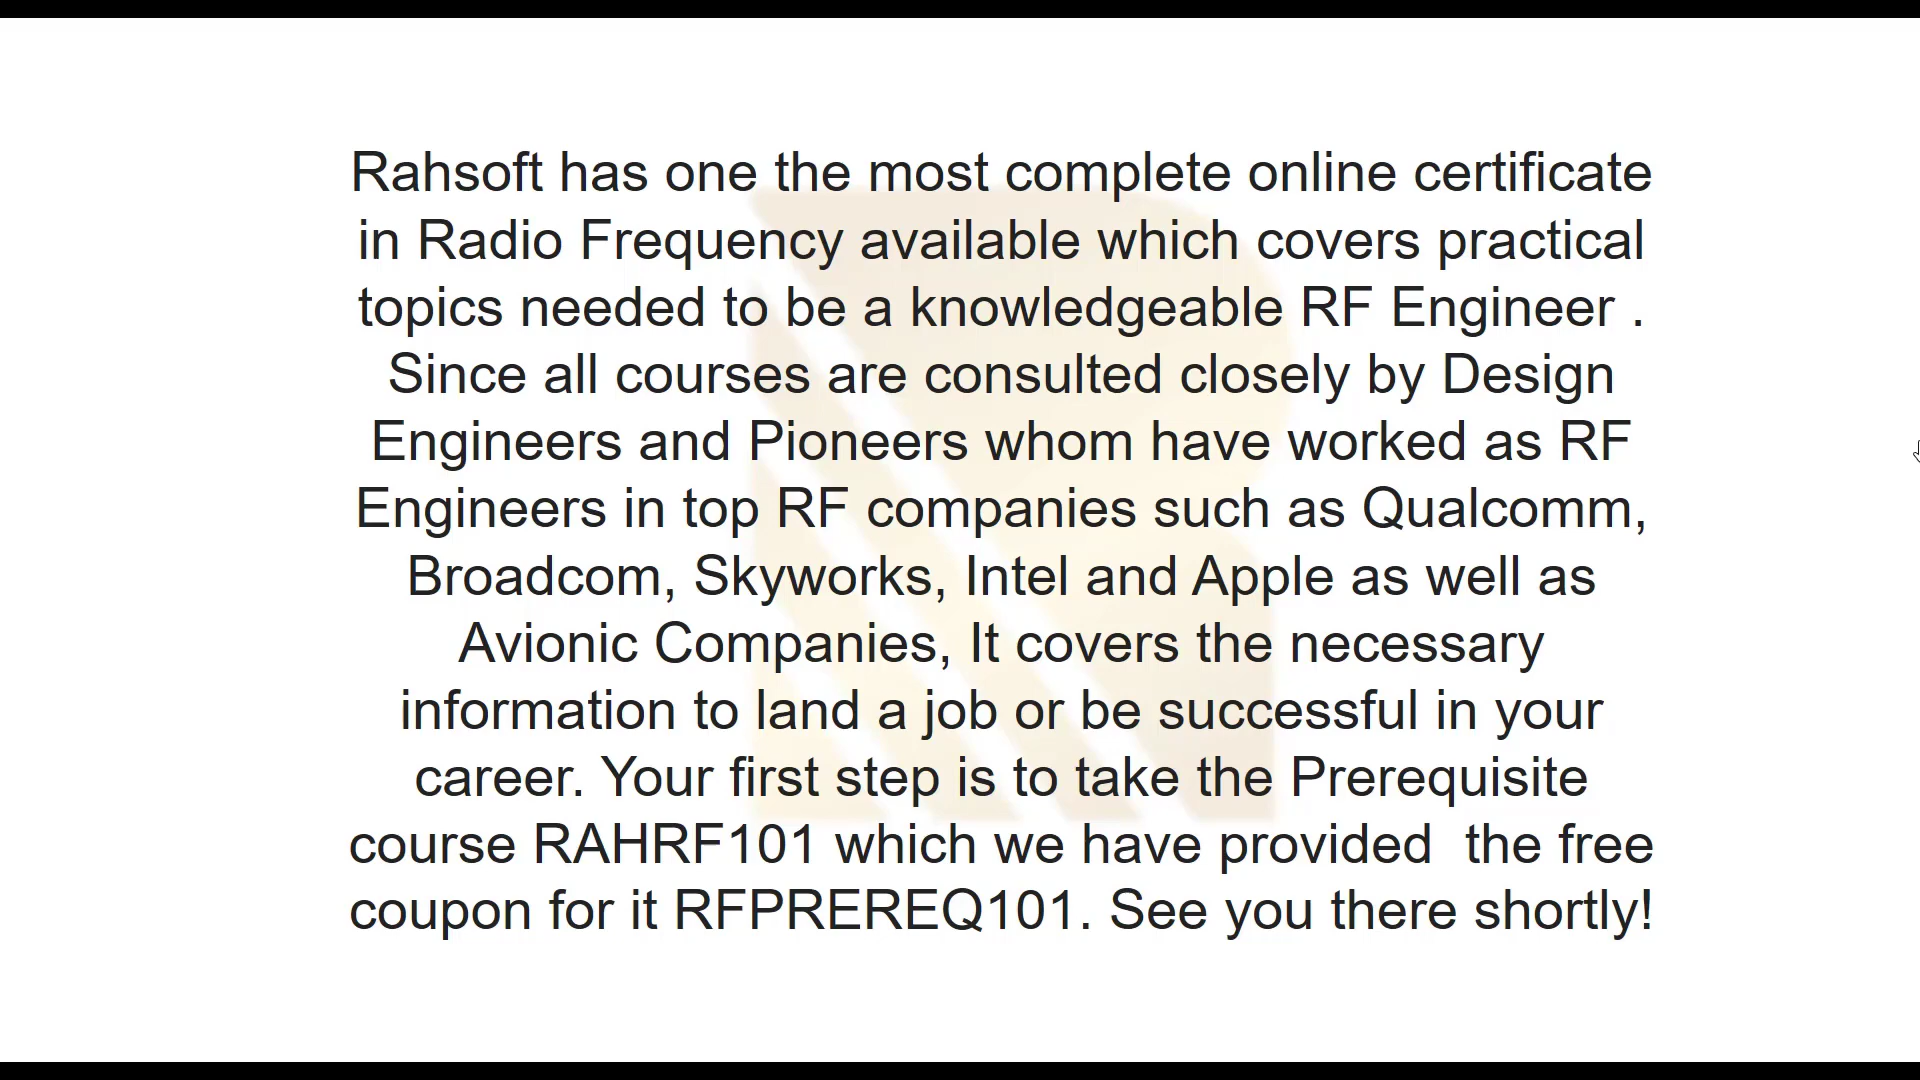 Rahsoft has one the most complete online certificate
in Radio Frequency available which covers practical
topics needed to be a knowledgeable RF Engineer .
Since all courses are consulted closely by Design
Engineers and Pioneers whom have worked as RF
Engineers in top RF companies such as Qualcomm,
Broadcom, Skyworks, Intel and Apple as well as
Avionic Companies, It covers the necessary
information to land a job or be successful in your
career. Your first step is to take the Prerequisite
course RAHRF101 which we have provided  the free
coupon for it RFPREREQ101. See you there shortly!